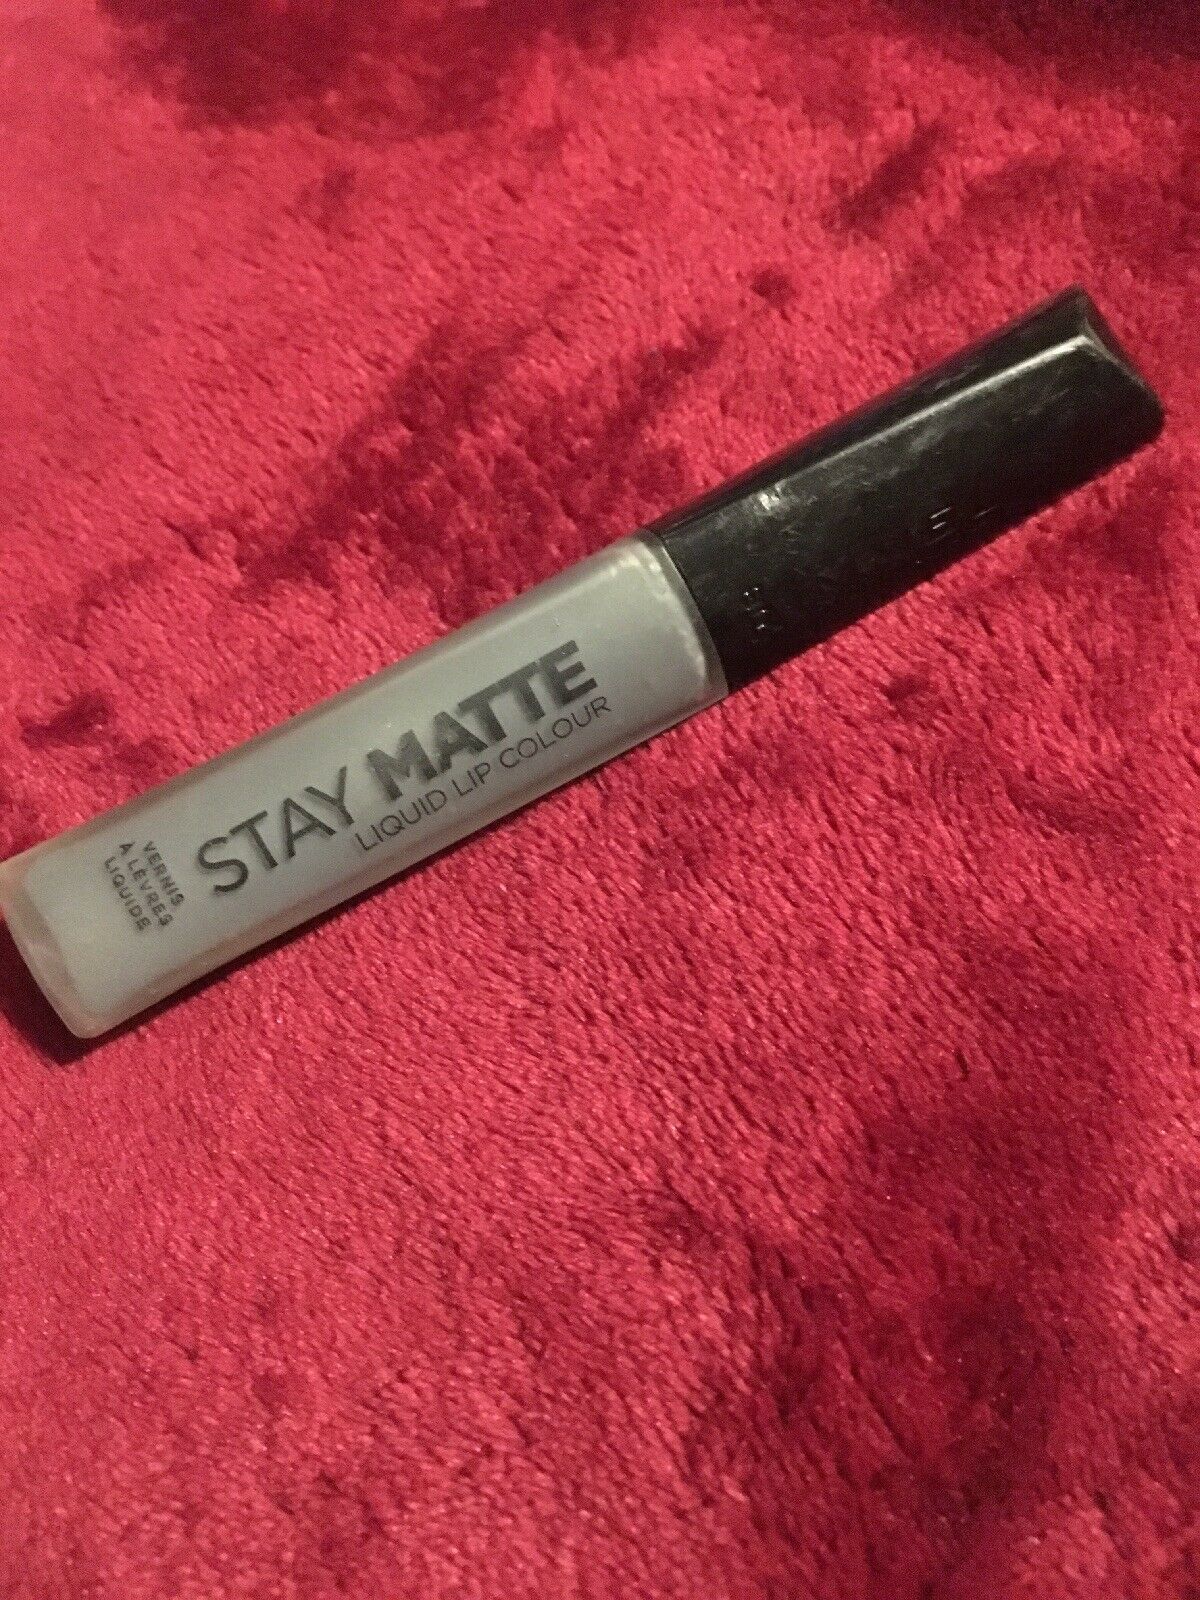 STAY MATTE
LIQUID LIP COLOUR
VERNIS
À LÈVRES
LIQUIDE